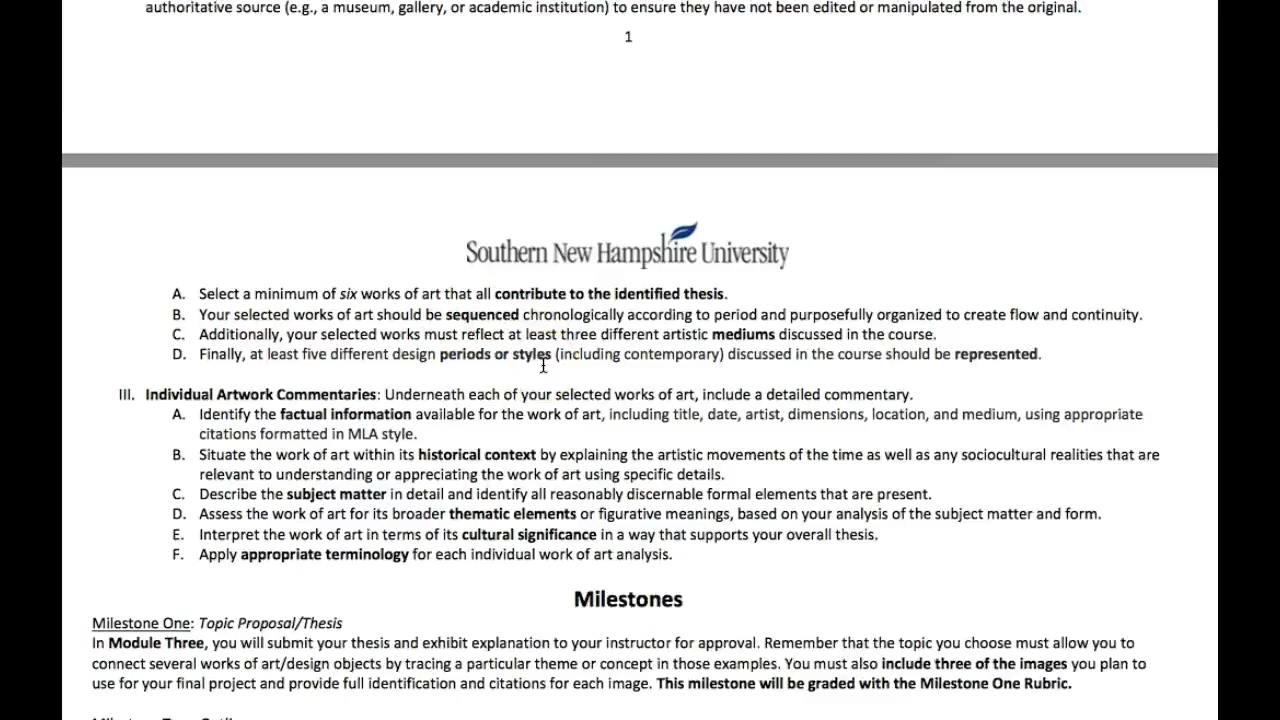 authoritative source (e.g., a museum, gallery, or academic institution) to ensure they have not been edited or manipulated from the original.
1
Southern New Hampshire University
A. Select a minimum of six works of art that all contribute to the identified thesis.
B. Your selected works of art should be sequenced chronologically according to period and purposefully organized to create flow and continuity.
C. Additionally, your selected works must reflect at least three different artistic mediums discussed in the course.
D. Finally, at least five different design periods or styles (including contemporary) discussed in the course should be represented.
III. Individual Artwork Commentaries: Underneath each of your selected works of art, include a detailed commentary.
A. Identify the factual information available for the work of art, including title, date, artist, dimensions, location, and medium, using appropriate
citations formatted in MLA style.
B. Situate the work of art within its historical context by explaining the artistic movements of the time as well as any sociocultural realities that are
relevant to understanding or appreciating the work of art using specific details.
C. Describe the subject matter in detail and identify all reasonably discernable formal elements that are present.
D. Assess the work of art for its broader thematic elements or figurative meanings, based on your analysis of the subject matter and form.
E. Interpret the work of art in terms of its cultural significance in a way that supports your overall thesis.
F. Apply appropriate terminology for each individual work of art analysis.
Milestones
Milestone One: Topic Proposal/Thesis
In Module Three, you will submit your thesis and exhibit explanation to your instructor for approval. Remember that the topic you choose must allow you to
connect several works of art/design objects by tracing a particular theme or concept in those examples. You must also include three of the images you plan to
use for your final project and provide full identification and citations for each image. This milestone will be graded with the Milestone One Rubric.